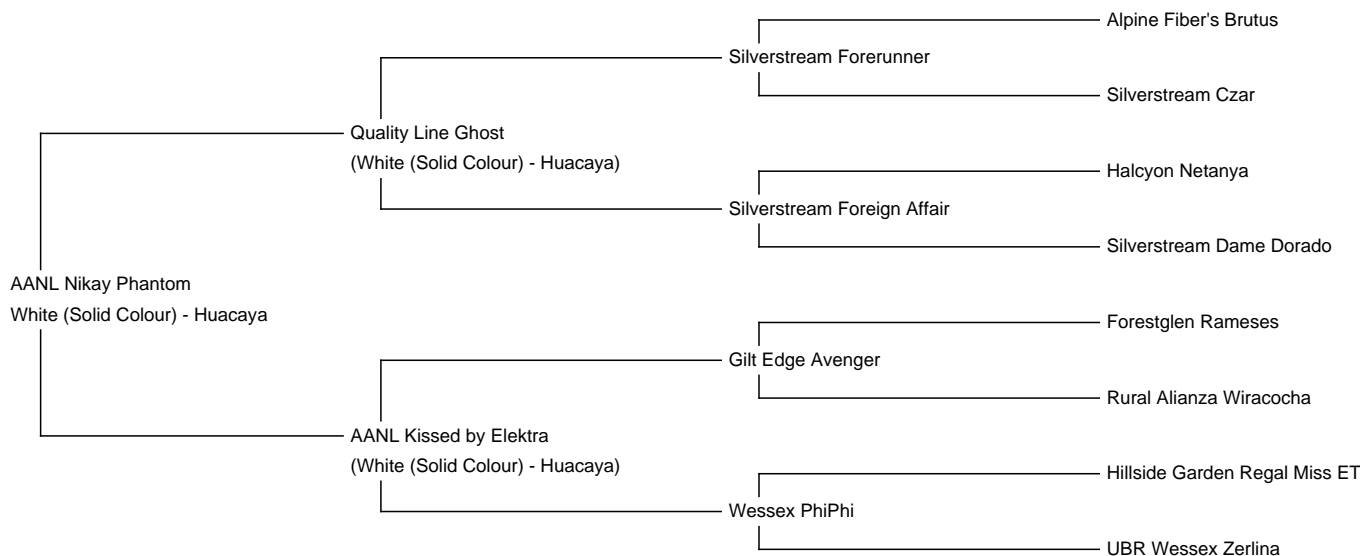 Alpine Fiber's Brutus
Silverstream Forerunner
Silverstream Czar
Quality Line Ghost
(White (Solid Colour) - Huacaya)
Halcyon Netanya
Silverstream Foreign Affair
Silverstream Dame Dorado
AANL Nikay Phantom
White (Solid Colour) - Huacaya
Forestglen Rameses
Gilt Edge Avenger
Rural Alianza Wiracocha
AANL Kissed by Elektra
(White (Solid Colour) - Huacaya)
Hillside Garden Regal Miss ET
Wessex PhiPhi
UBR Wessex Zerlina